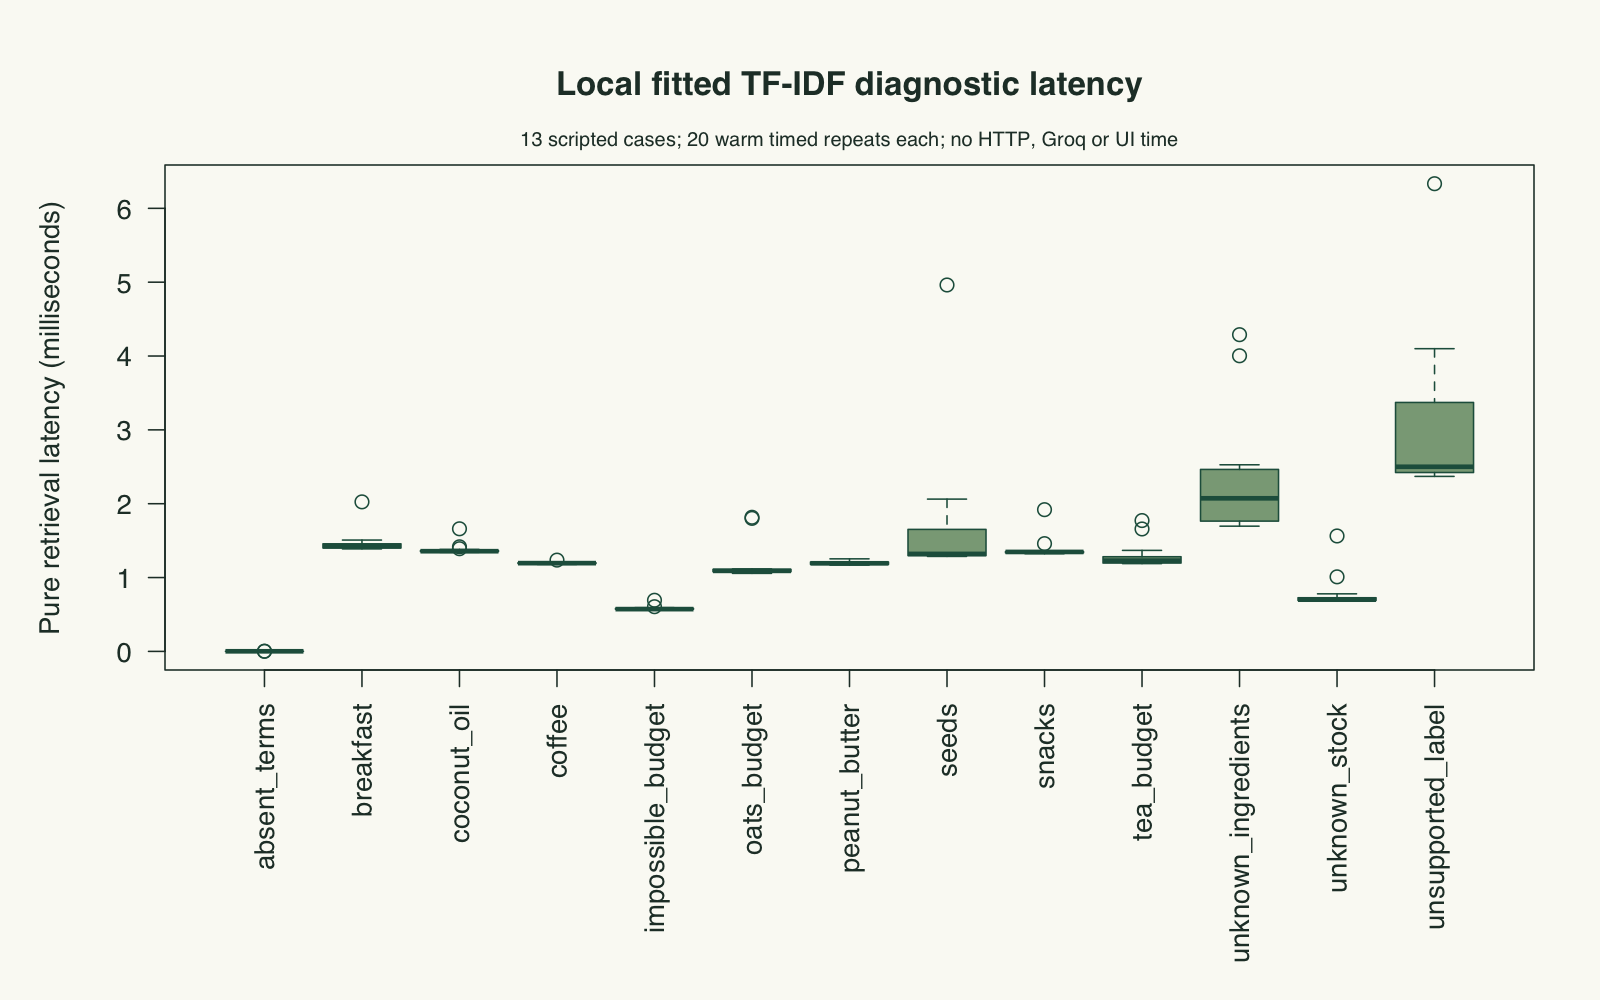 Local fitted TF-IDF diagnostic latency
13 scripted cases; 20 warm timed repeats each; no HTTP, Groq or UI time
Pure retrieval latency (milliseconds)
6
5
4
3
2
1
0
absent_terms
breakfast
coconut_oil
coffee
impossible_budget
oats_budget
peanut_butter
seeds
snacks
tea_budget
unknown_ingredients
unknown_stock
unsupported_label